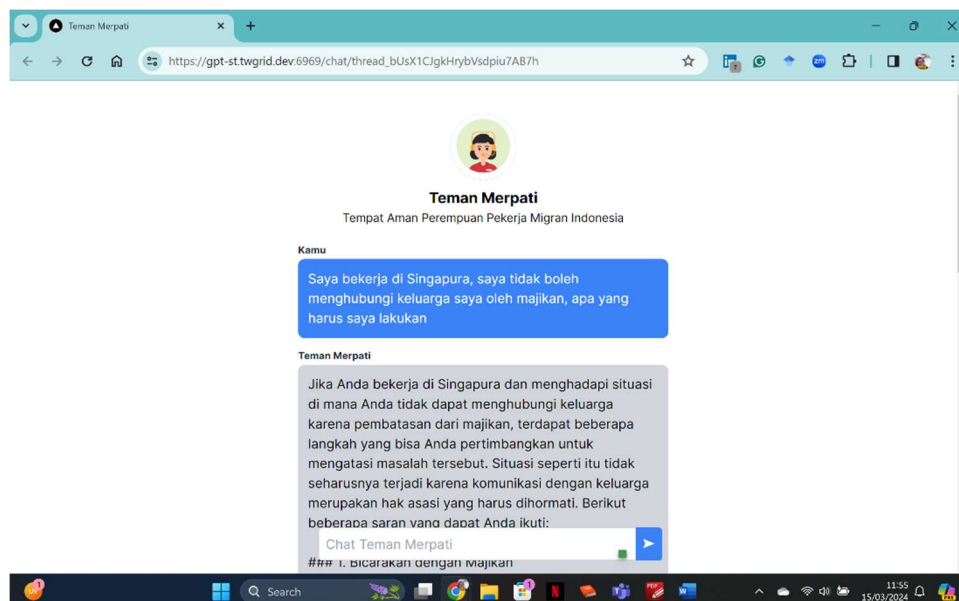 Teman Merpati
https://gpt-st.twgrid.dev:6969/chat/thread_bUsX1CJgkHrybVsdpiu7AB7h
zm
Teman Merpati
Tempat Aman Perempuan Pekerja Migran Indonesia
Kamu
Saya bekerja di Singapura, saya tidak boleh
menghubungi keluarga saya oleh majikan, apa yang
harus saya lakukan
Teman Merpati
Jika Anda bekerja di Singapura dan menghadapi situasi
di mana Anda tidak dapat menghubungi keluarga
karena pembatasan dari majikan, terdapat beberapa
langkah yang bisa Anda pertimbangkan untuk
mengatasi masalah tersebut. Situasi seperti itu tidak
seharusnya terjadi karena komunikasi dengan keluarga
merupakan hak asasi yang harus dihormati. Berikut
beberapa saran yang dapat Anda ikuti:
Chat Teman Merpati
### 1. Bicarakan dengan Majikan
Search
11:55
15/03/2024